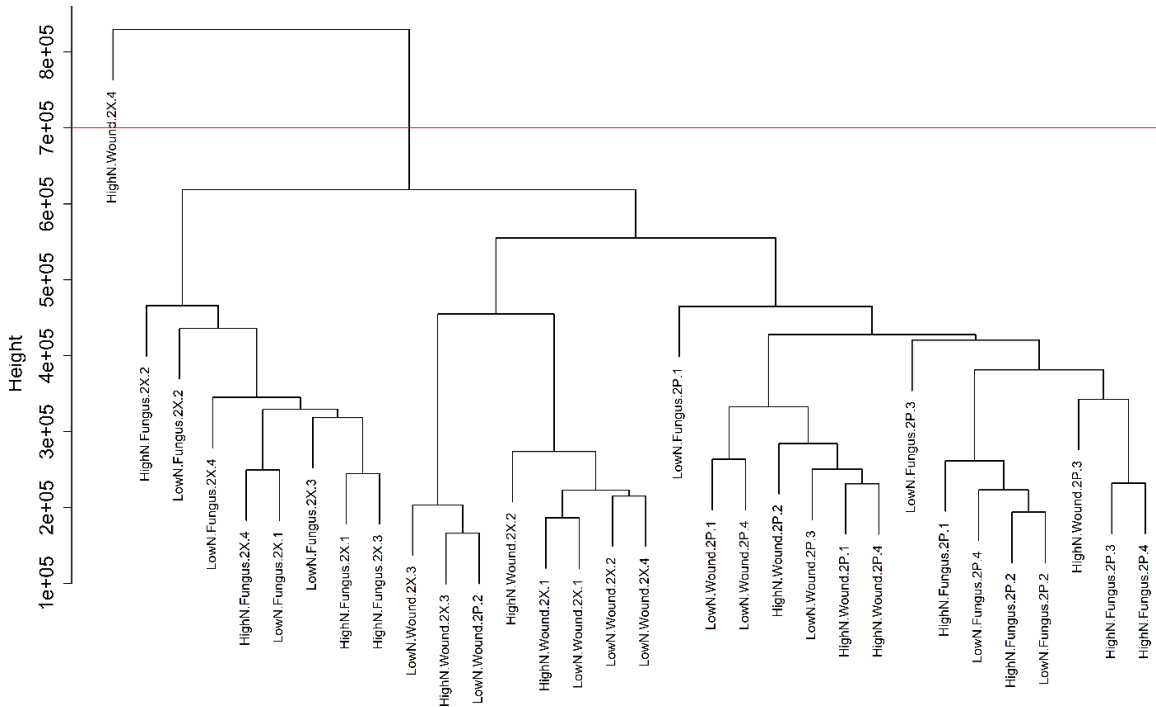 Height
8e+05
7e+05
6e+05
5e+05
4e+05
3e+05
2e+05
1e+05
HighN.Wound.2X.4
HighN.Fungus.2X.2
LowN.Fungus.2X.2
LowN.Fungus.2X.4
HighN.Fungus.2X.4
LowN.Fungus.2X.1
LowN.Fungus.2X.3
HighN.Fungus.2X.1
HighN.Fungus.2X.3
LowN.Wound.2X.3
HighN.Wound.2X.3
LowN.Wound.2P.2
HighN.Wound.2X.2
HighN.Wound.2X.1
LowN.Wound.2X.1
LowN.Wound.2X.2
LowN.Wound.2X.4
LowN.Fungus.2P.1
LowN.Wound.2P.1
LowN.Wound.2P.4
HighN.Wound.2P.2
LowN.Wound.2P.3
HighN.Wound.2P.1
HighN.Wound.2P.4
LowN.Fungus.2P.3
HighN.Fungus.2P.1
LowN.Fungus.2P.4
HighN.Fungus.2P.2
LowN.Fungus.2P.2
HighN.Wound.2P.3
HighN.Fungus.2P.3
HighN.Fungus.2P.4